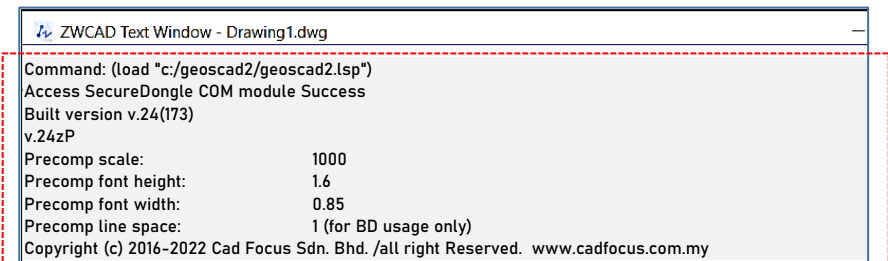 ZWCAD Text Window - Drawing1.dwg
Command: (load "c:/geoscad2/geoscad2.lsp")
Access SecureDongle COM module Success
Built version v.24(173)
v.24zP
Precomp scale: 1000
Precomp font height: 1.6
Precomp font width: 0.85
Precomp line space: 1 (for BD usage only)
Copyright (c) 2016-2022 Cad Focus Sdn. Bhd. /all right Reserved. www.cadfocus.com.my